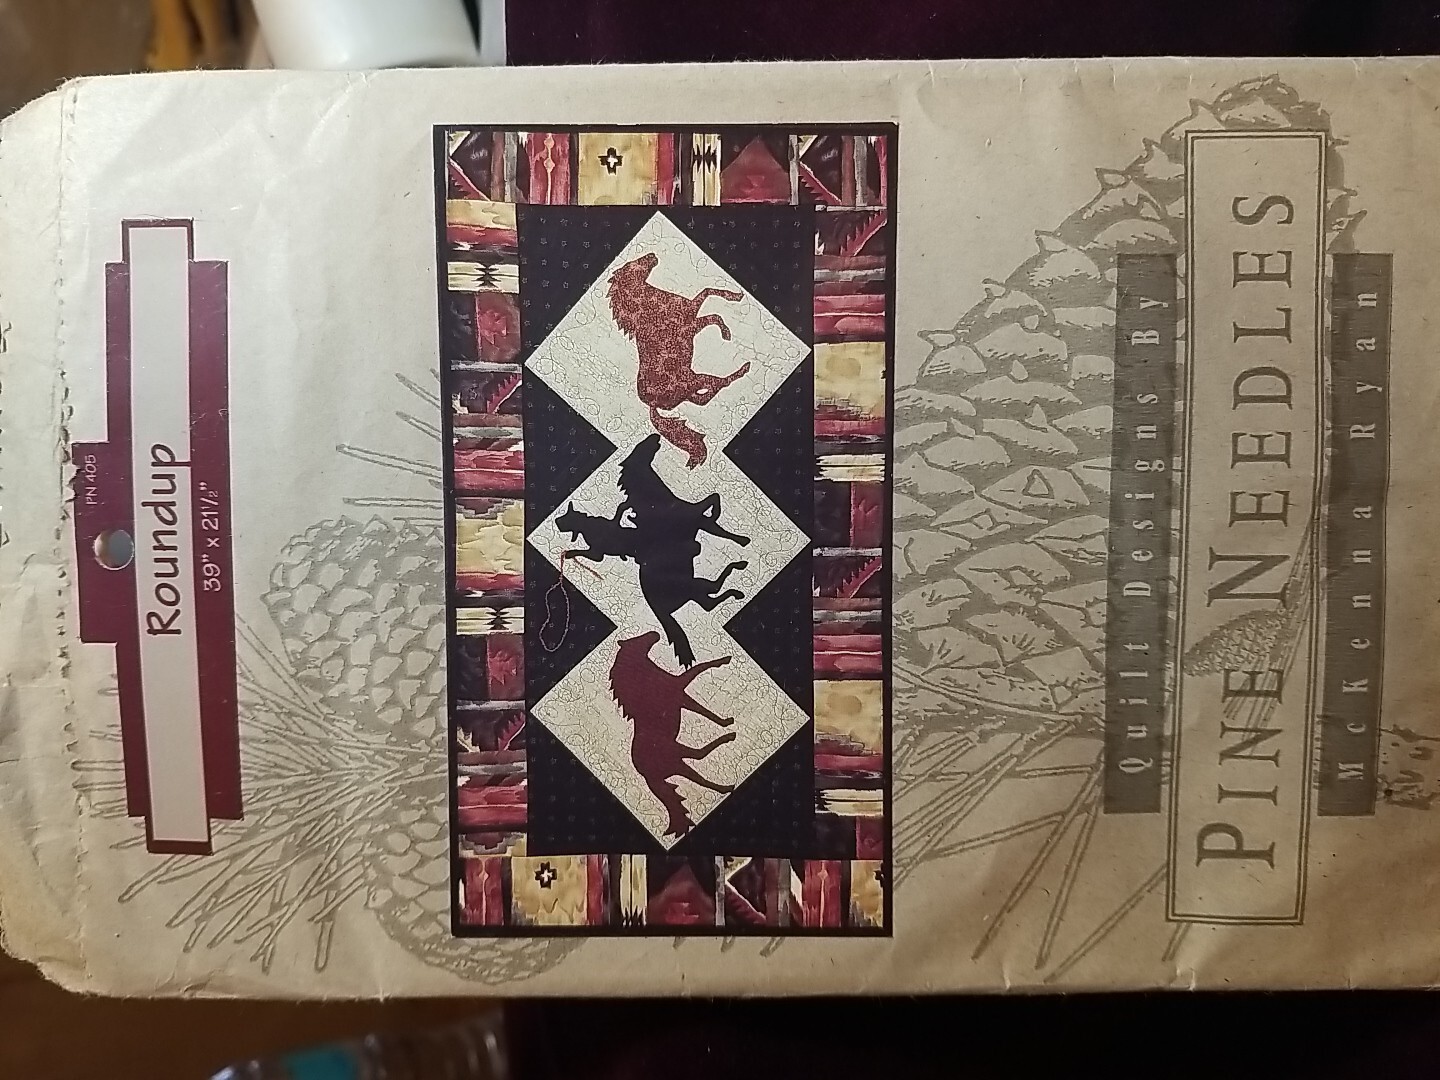 PN 405
Roundup
39" x 21½"
Quilt Designs By
PINE NEEDLES
McKenna Ryan